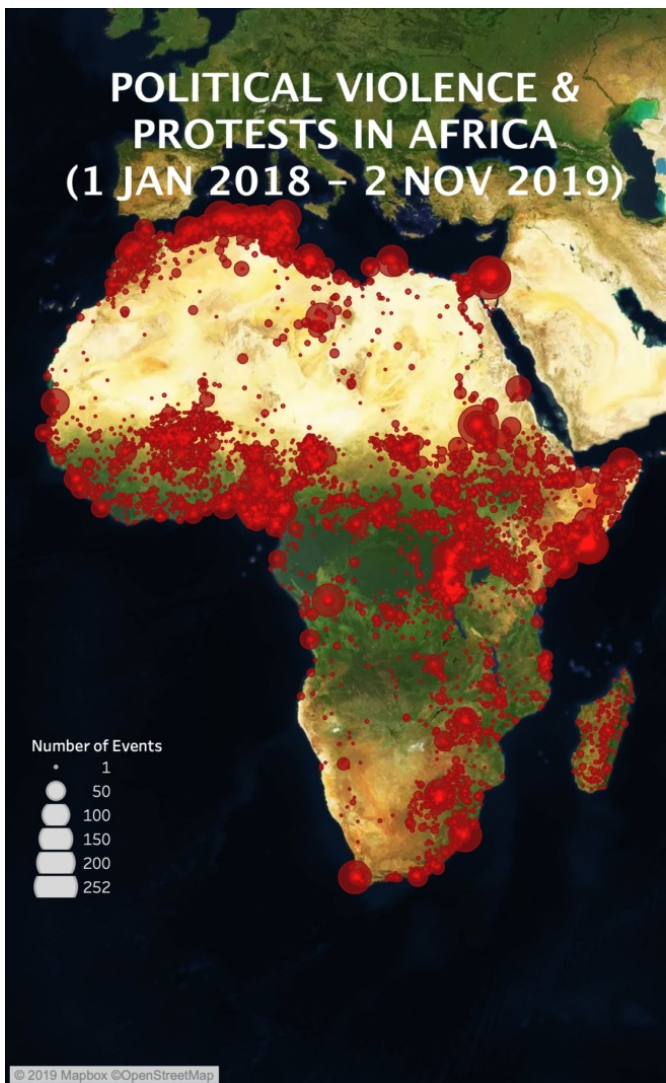 POLITICAL VIOLENCE &
PROTESTS IN AFRICA
(1 JAN 2018 – 2 NOV 2019)
Number of Events
1
50
100
150
200
252
© 2019 Mapbox ©OpenStreetMap